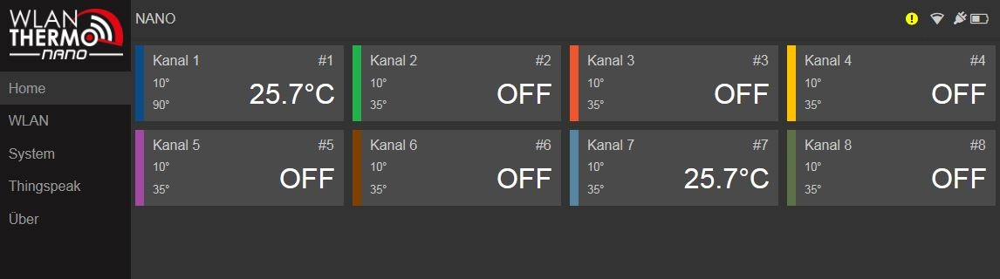 WLAN
THERMO
NANO
Home
WLAN
System
Thingspeak
Über
NANO
Kanal 1 #1
10°
90°
25.7°C
Kanal 2 #2
10°
35°
OFF
Kanal 3 #3
10°
35°
OFF
Kanal 4 #4
10°
35°
OFF
Kanal 5 #5
10°
35°
OFF
Kanal 6 #6
10°
35°
OFF
Kanal 7 #7
10°
35°
25.7°C
Kanal 8 #8
10°
35°
OFF